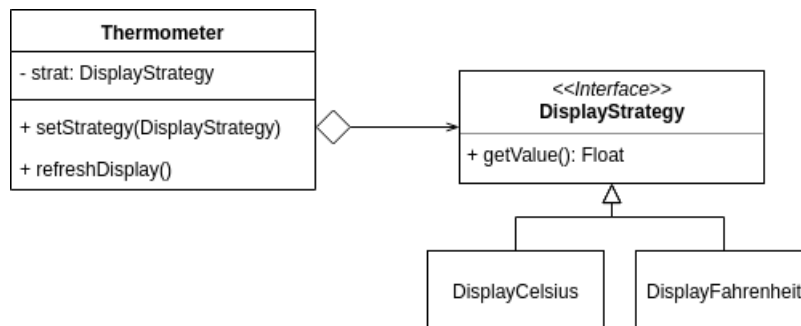 Thermometer
- strat: DisplayStrategy
+ setStrategy(DisplayStrategy)
+ refreshDisplay()
<<Interface>>
DisplayStrategy
+ getValue(): Float
DisplayCelsius
DisplayFahrenheit